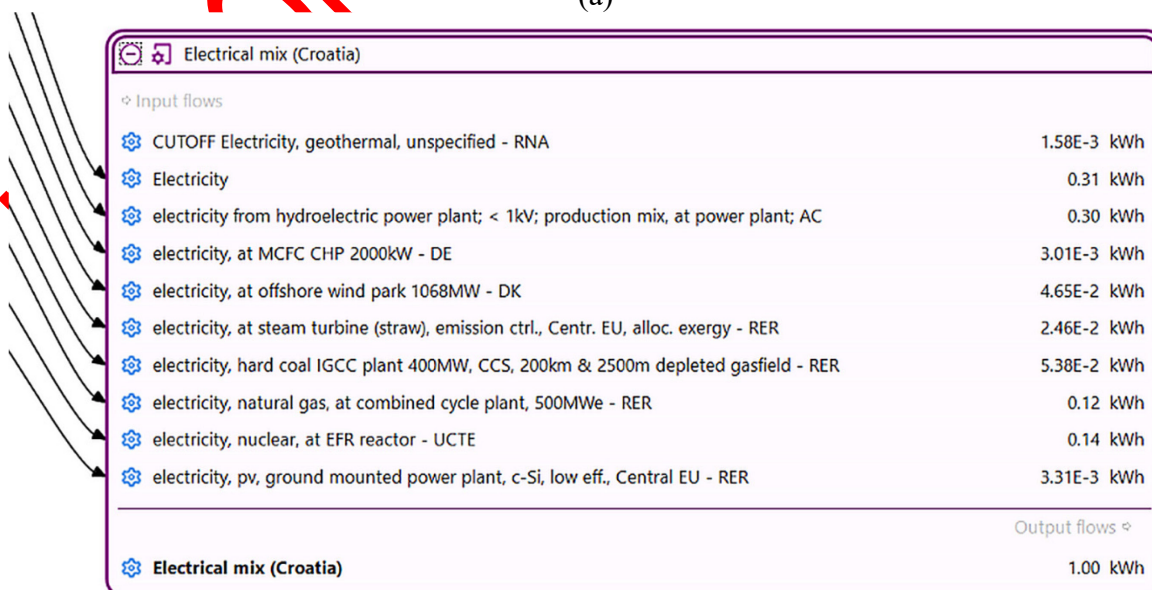 (a)
Electrical mix (Croatia)
Input flows
CUTOFF Electricity, geothermal, unspecified - RNA 1.58E-3 kWh
Electricity 0.31 kWh
electricity from hydroelectric power plant; < 1kV; production mix, at power plant; AC 0.30 kWh
electricity, at MCFC CHP 2000kW - DE 3.01E-3 kWh
electricity, at offshore wind park 1068MW - DK 4.65E-2 kWh
electricity, at steam turbine (straw), emission ctrl., Centr. EU, alloc. exergy - RER 2.46E-2 kWh
electricity, hard coal IGCC plant 400MW, CCS, 200km & 2500m depleted gasfield - RER 5.38E-2 kWh
electricity, natural gas, at combined cycle plant, 500MWe - RER 0.12 kWh
electricity, nuclear, at EFR reactor - UCTE 0.14 kWh
electricity, pv, ground mounted power plant, c-Si, low eff., Central EU - RER 3.31E-3 kWh
Output flows
Electrical mix (Croatia) 1.00 kWh